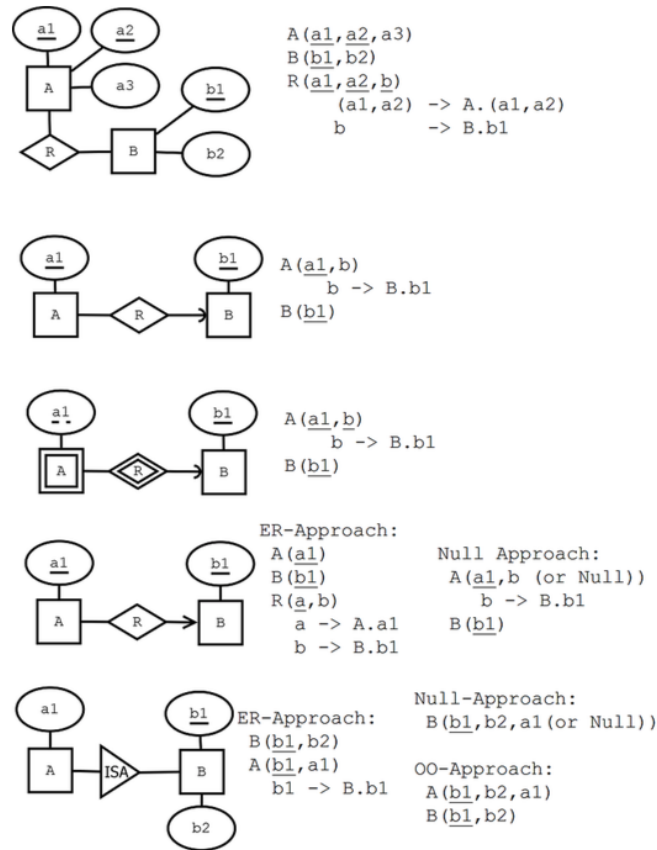 a1
a2
A
a3
b1
R
B
b2
A(a1,a2,a3)
B(b1,b2)
R(a1,a2,b)
(a1,a2) -> A.(a1,a2)
b -> B.b1
a1
b1
A
R
B
A(a1,b)
b -> B.b1
B(b1)
a1
b1
A
R
B
A(a1,b)
b -> B.b1
B(b1)
a1
b1
A
R
B
ER-Approach:
A(a1)
B(b1)
R(a,b)
a -> A.a1
b -> B.b1
Null Approach:
A(a1,b (or Null))
b -> B.b1
B(b1)
a1
b1
A
ISA
B
b2
ER-Approach:
B(b1,b2)
A(b1,a1)
b1 -> B.b1
Null-Approach:
B(b1,b2,a1(or Null))
OO-Approach:
A(b1,b2,a1)
B(b1,b2)